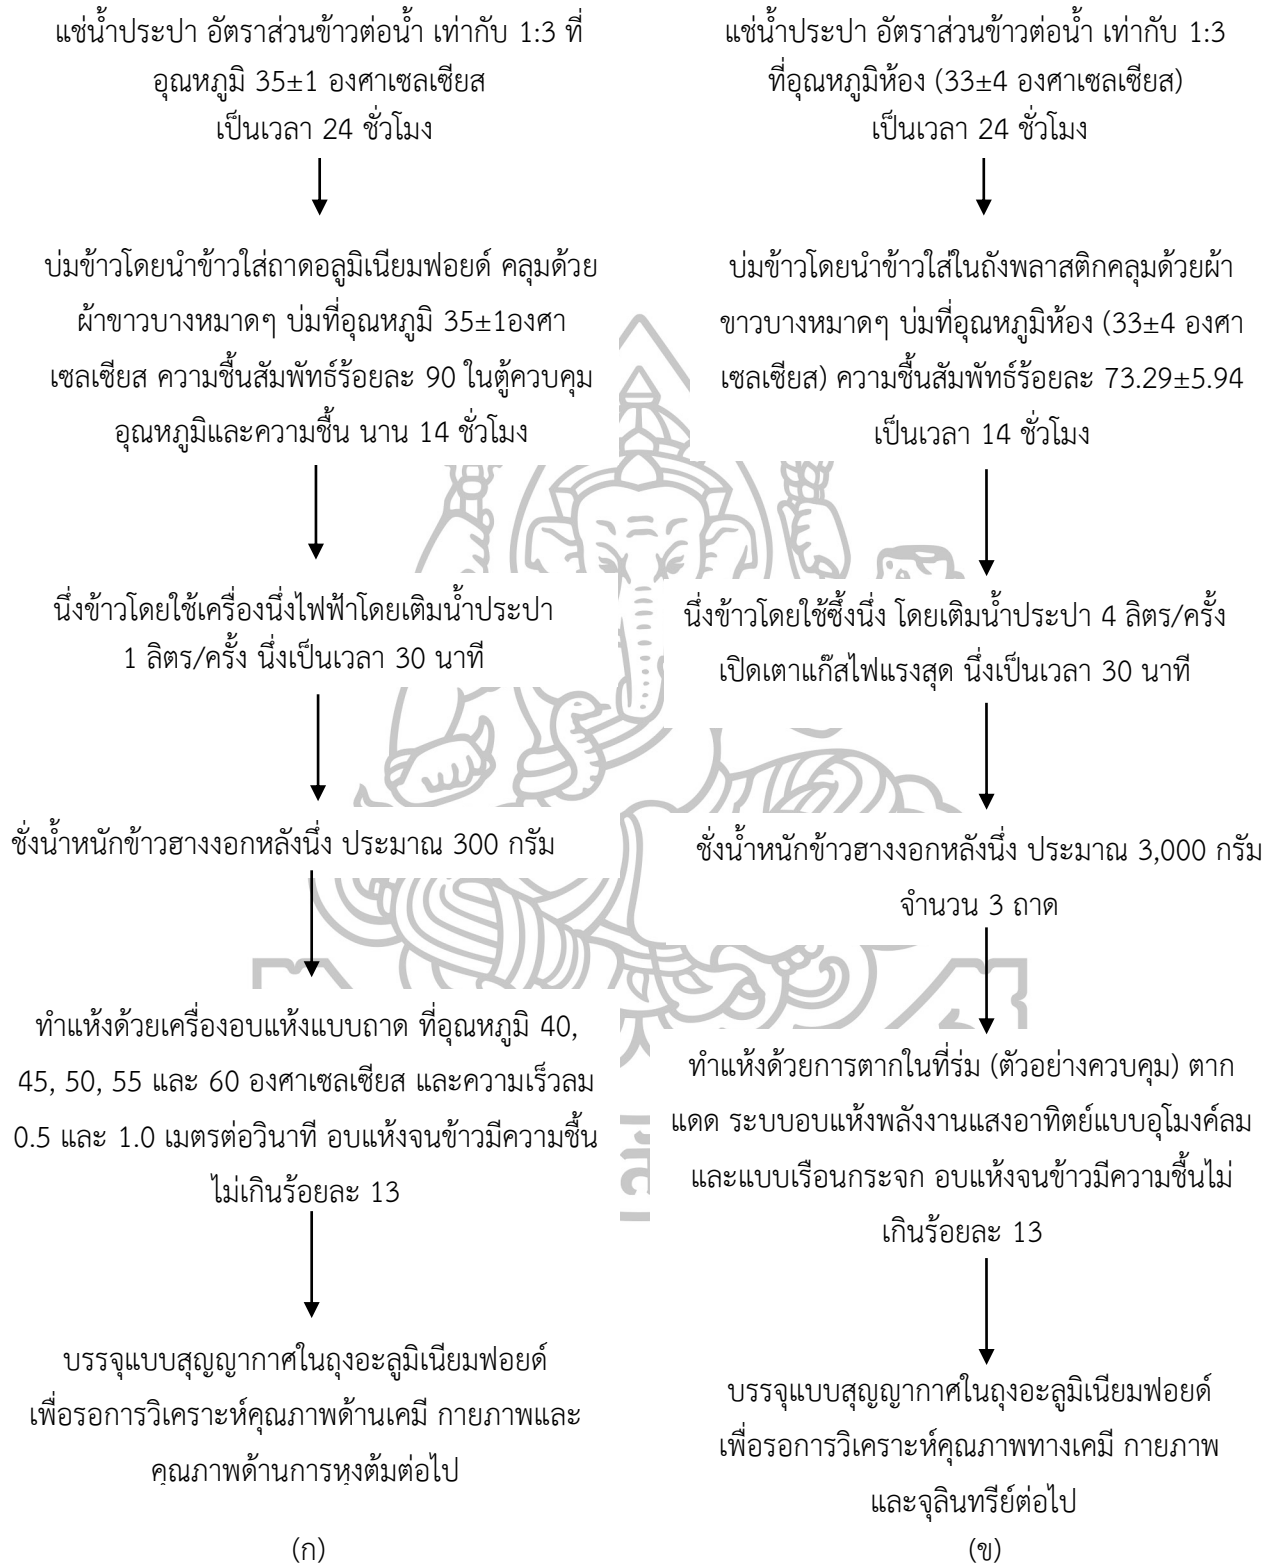 แช่น้ำประปา อัตราส่วนข้าวต่อน้ำ เท่ากับ 1:3 ที่
อุณหภูมิ 35±1 องศาเซลเซียส
เป็นเวลา 24 ชั่วโมง
บ่มข้าวโดยนำข้าวใส่ถาดอลูมิเนียมฟอยด์ คลุมด้วย
ผ้าขาวบางหมาดๆ บ่มที่อุณหภูมิ 35±1องศา
เซลเซียส ความชื้นสัมพัทธ์ร้อยละ 90 ในตู้ควบคุม
อุณหภูมิและความชื้น นาน 14 ชั่วโมง
นึ่งข้าวโดยใช้เครื่องนึ่งไฟฟ้าโดยเติมน้ำประปา
1 ลิตร/ครั้ง นึ่งเป็นเวลา 30 นาที
ชั่งน้ำหนักข้าวฮางงอกหลังนึ่ง ประมาณ 300 กรัม
ทำแห้งด้วยเครื่องอบแห้งแบบถาด ที่อุณหภูมิ 40,
45, 50, 55 และ 60 องศาเซลเซียส และความเร็วลม
0.5 และ 1.0 เมตรต่อวินาที อบแห้งจนข้าวมีความชื้น
ไม่เกินร้อยละ 13
บรรจุแบบสุญญากาศในถุงอะลูมิเนียมฟอยด์
เพื่อรอการวิเคราะห์คุณภาพด้านเคมี กายภาพและ
คุณภาพด้านการหุงต้มต่อไป
(ก)
แช่น้ำประปา อัตราส่วนข้าวต่อน้ำ เท่ากับ 1:3
ที่อุณหภูมิห้อง (33±4 องศาเซลเซียส)
เป็นเวลา 24 ชั่วโมง
บ่มข้าวโดยนำข้าวใส่ในถังพลาสติกคลุมด้วยผ้า
ขาวบางหมาดๆ บ่มที่อุณหภูมิห้อง (33±4 องศา
เซลเซียส) ความชื้นสัมพัทธ์ร้อยละ 73.29±5.94
เป็นเวลา 14 ชั่วโมง
นึ่งข้าวโดยใช้ซึ้งนึ่ง โดยเติมน้ำประปา 4 ลิตร/ครั้ง
เปิดเตาแก๊สไฟแรงสุด นึ่งเป็นเวลา 30 นาที
ชั่งน้ำหนักข้าวฮางงอกหลังนึ่ง ประมาณ 3,000 กรัม
จำนวน 3 ถาด
ทำแห้งด้วยการตากในที่ร่ม (ตัวอย่างควบคุม) ตาก
แดด ระบบอบแห้งพลังงานแสงอาทิตย์แบบอุโมงค์ลม
และแบบเรือนกระจก อบแห้งจนข้าวมีความชื้นไม่
เกินร้อยละ 13
บรรจุแบบสุญญากาศในถุงอะลูมิเนียมฟอยด์
เพื่อรอการวิเคราะห์คุณภาพทางเคมี กายภาพ
และจุลินทรีย์ต่อไป
(ข)